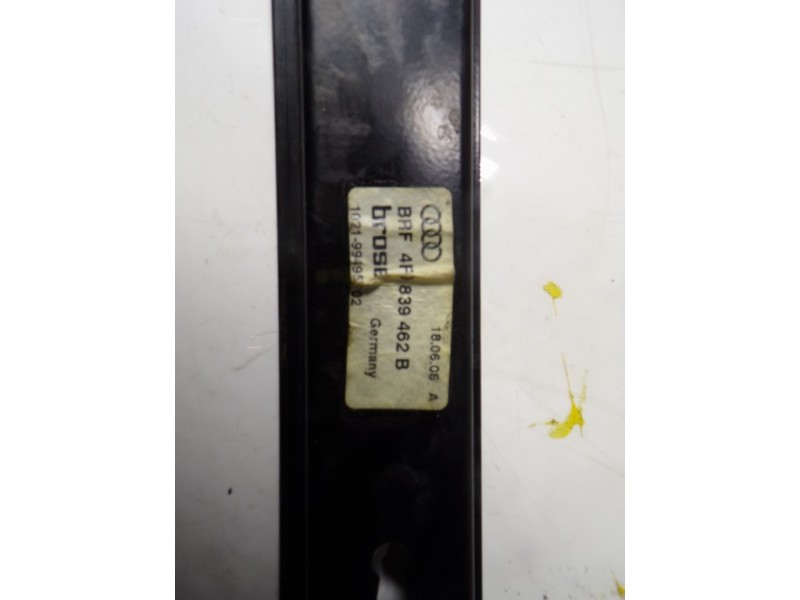 18.06.06 A
BRF 4F 839 462 B
brose Germany